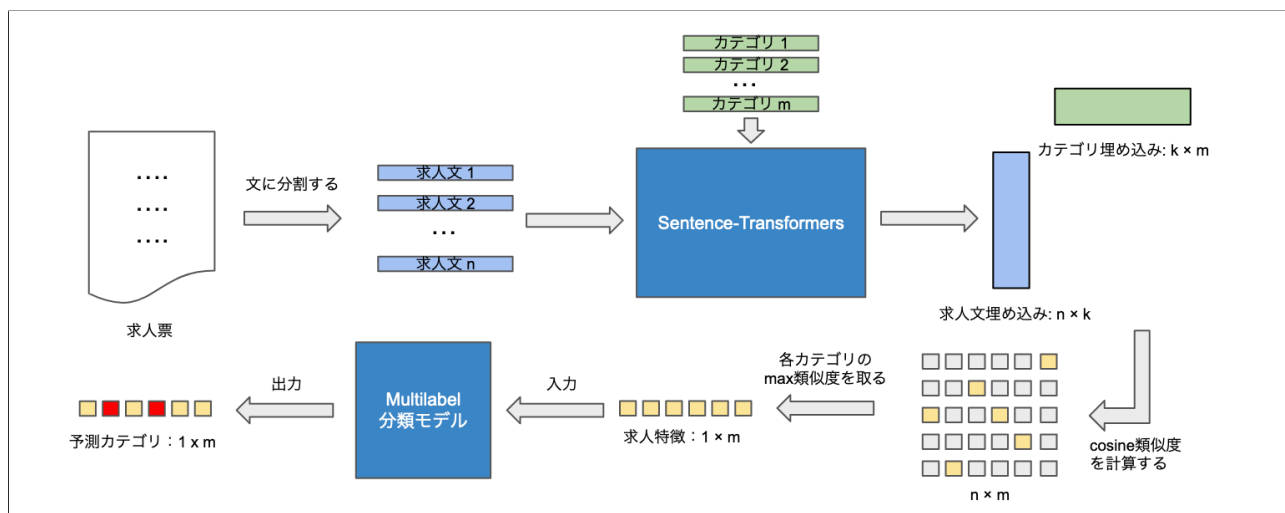 カテゴリ 1
カテゴリ 2
...
カテゴリ m
カテゴリ埋め込み: k × m
....
....
....
求人票
文に分割する
求人文 1
求人文 2
...
求人文 n
Sentence-Transformers
求人文埋め込み: n × k
cosine類似度
を計算する
n × m
各カテゴリの
max類似度を取る
求人特徴：1 × m
入力
Multilabel
分類モデル
出力
予測カテゴリ：1 x m